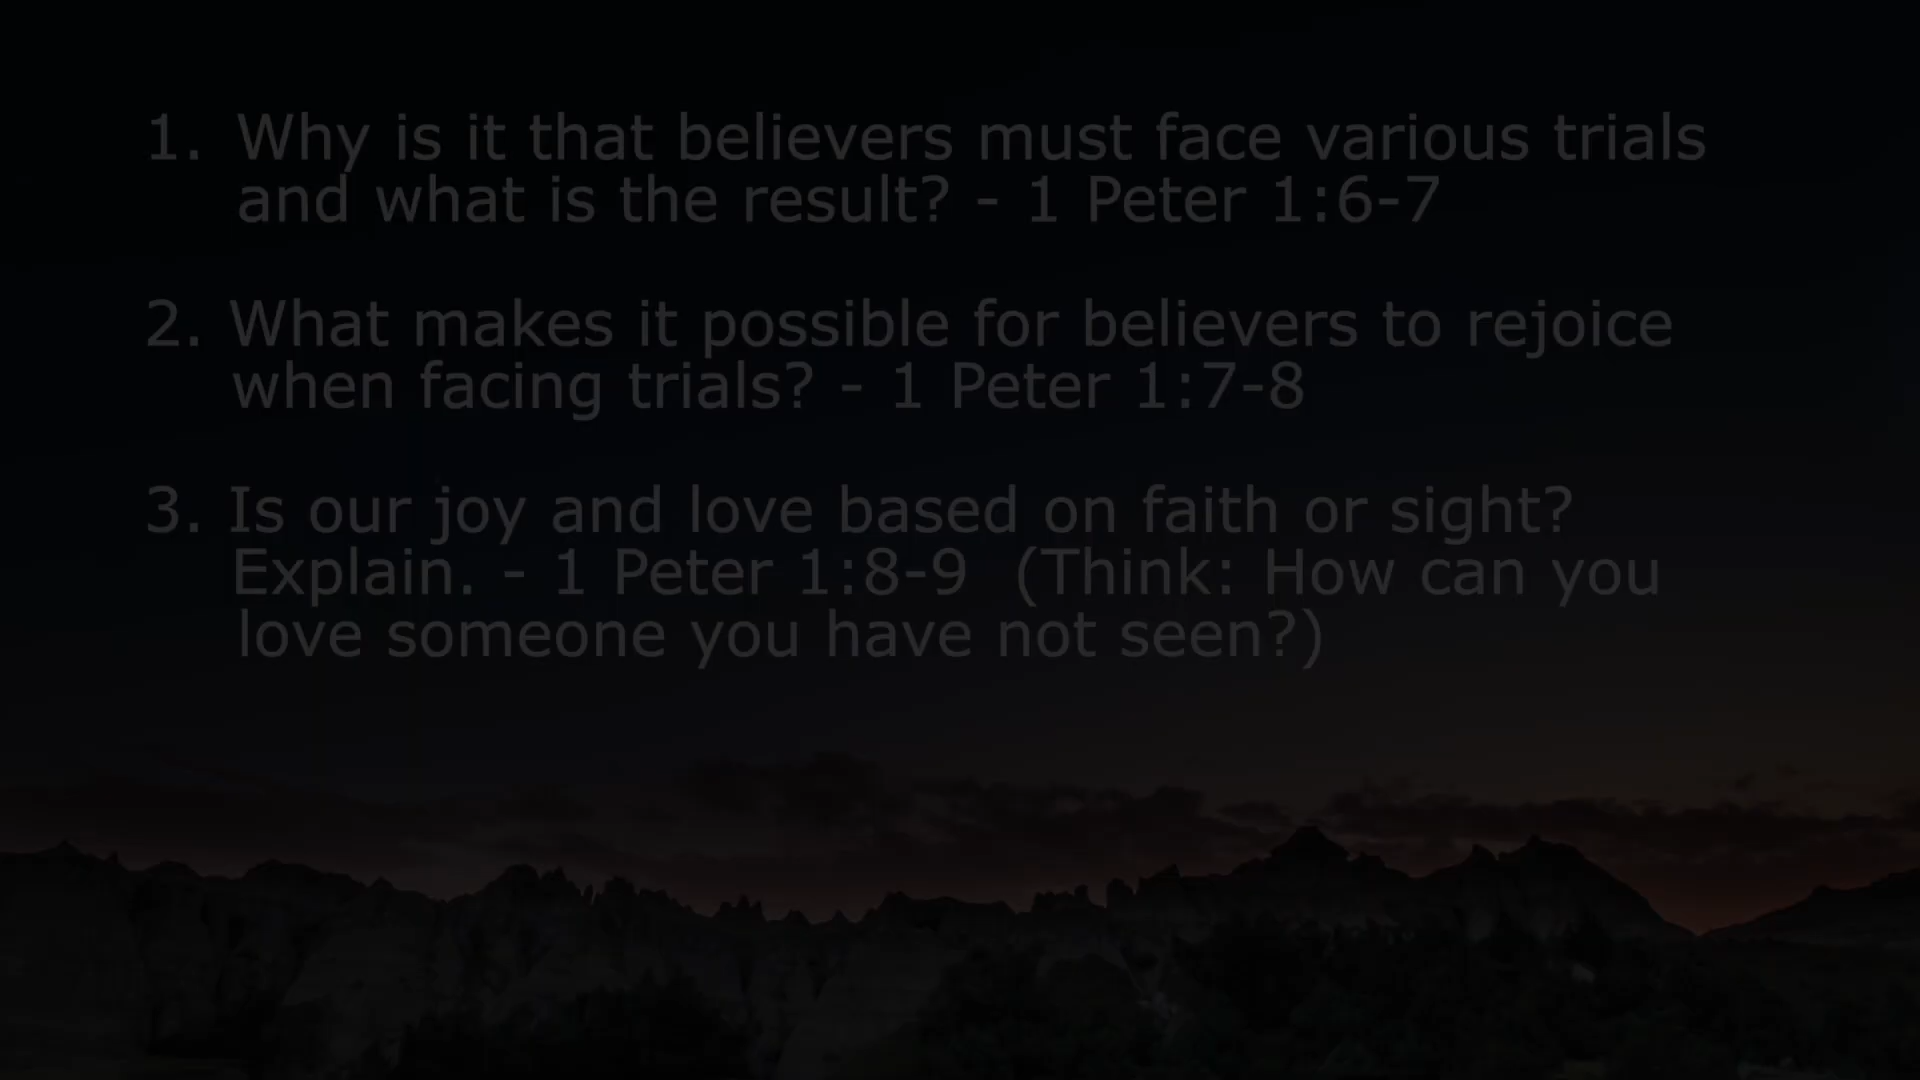 1. Why is it that believers must face various trials
and what is the result? - 1 Peter 1:6-7
2. What makes it possible for believers to rejoice
when facing trials? - 1 Peter 1:7-8
3. Is our joy and love based on faith or sight?
Explain. - 1 Peter 1:8-9 (Think: How can you
love someone you have not seen?)